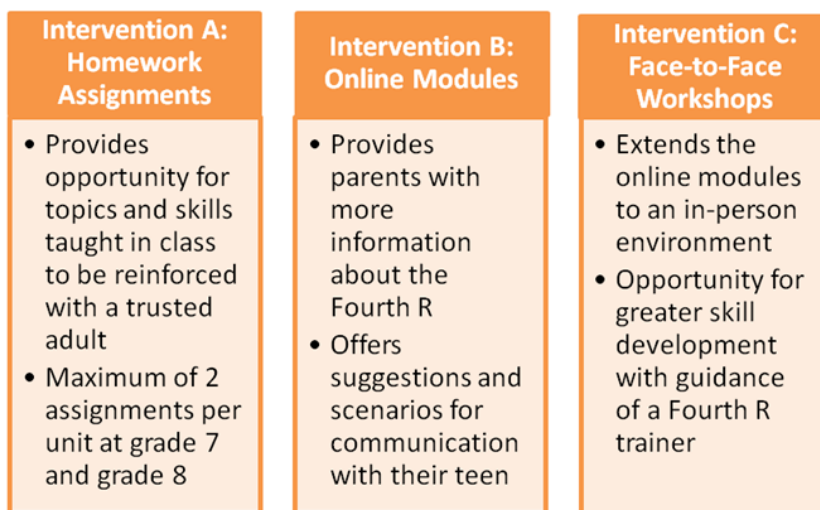 Intervention A:
Homework
Assignments
• Provides
opportunity for
topics and skills
taught in class
to be reinforced
with a trusted
adult
• Maximum of 2
assignments per
unit at grade 7
and grade 8
Intervention B:
Online Modules
• Provides
parents with
more
information
about the
Fourth R
• Offers
suggestions and
scenarios for
communication
with their teen
Intervention C:
Face-to-Face
Workshops
• Extends the
online modules
to an in-person
environment
• Opportunity for
greater skill
development
with guidance
of a Fourth R
trainer